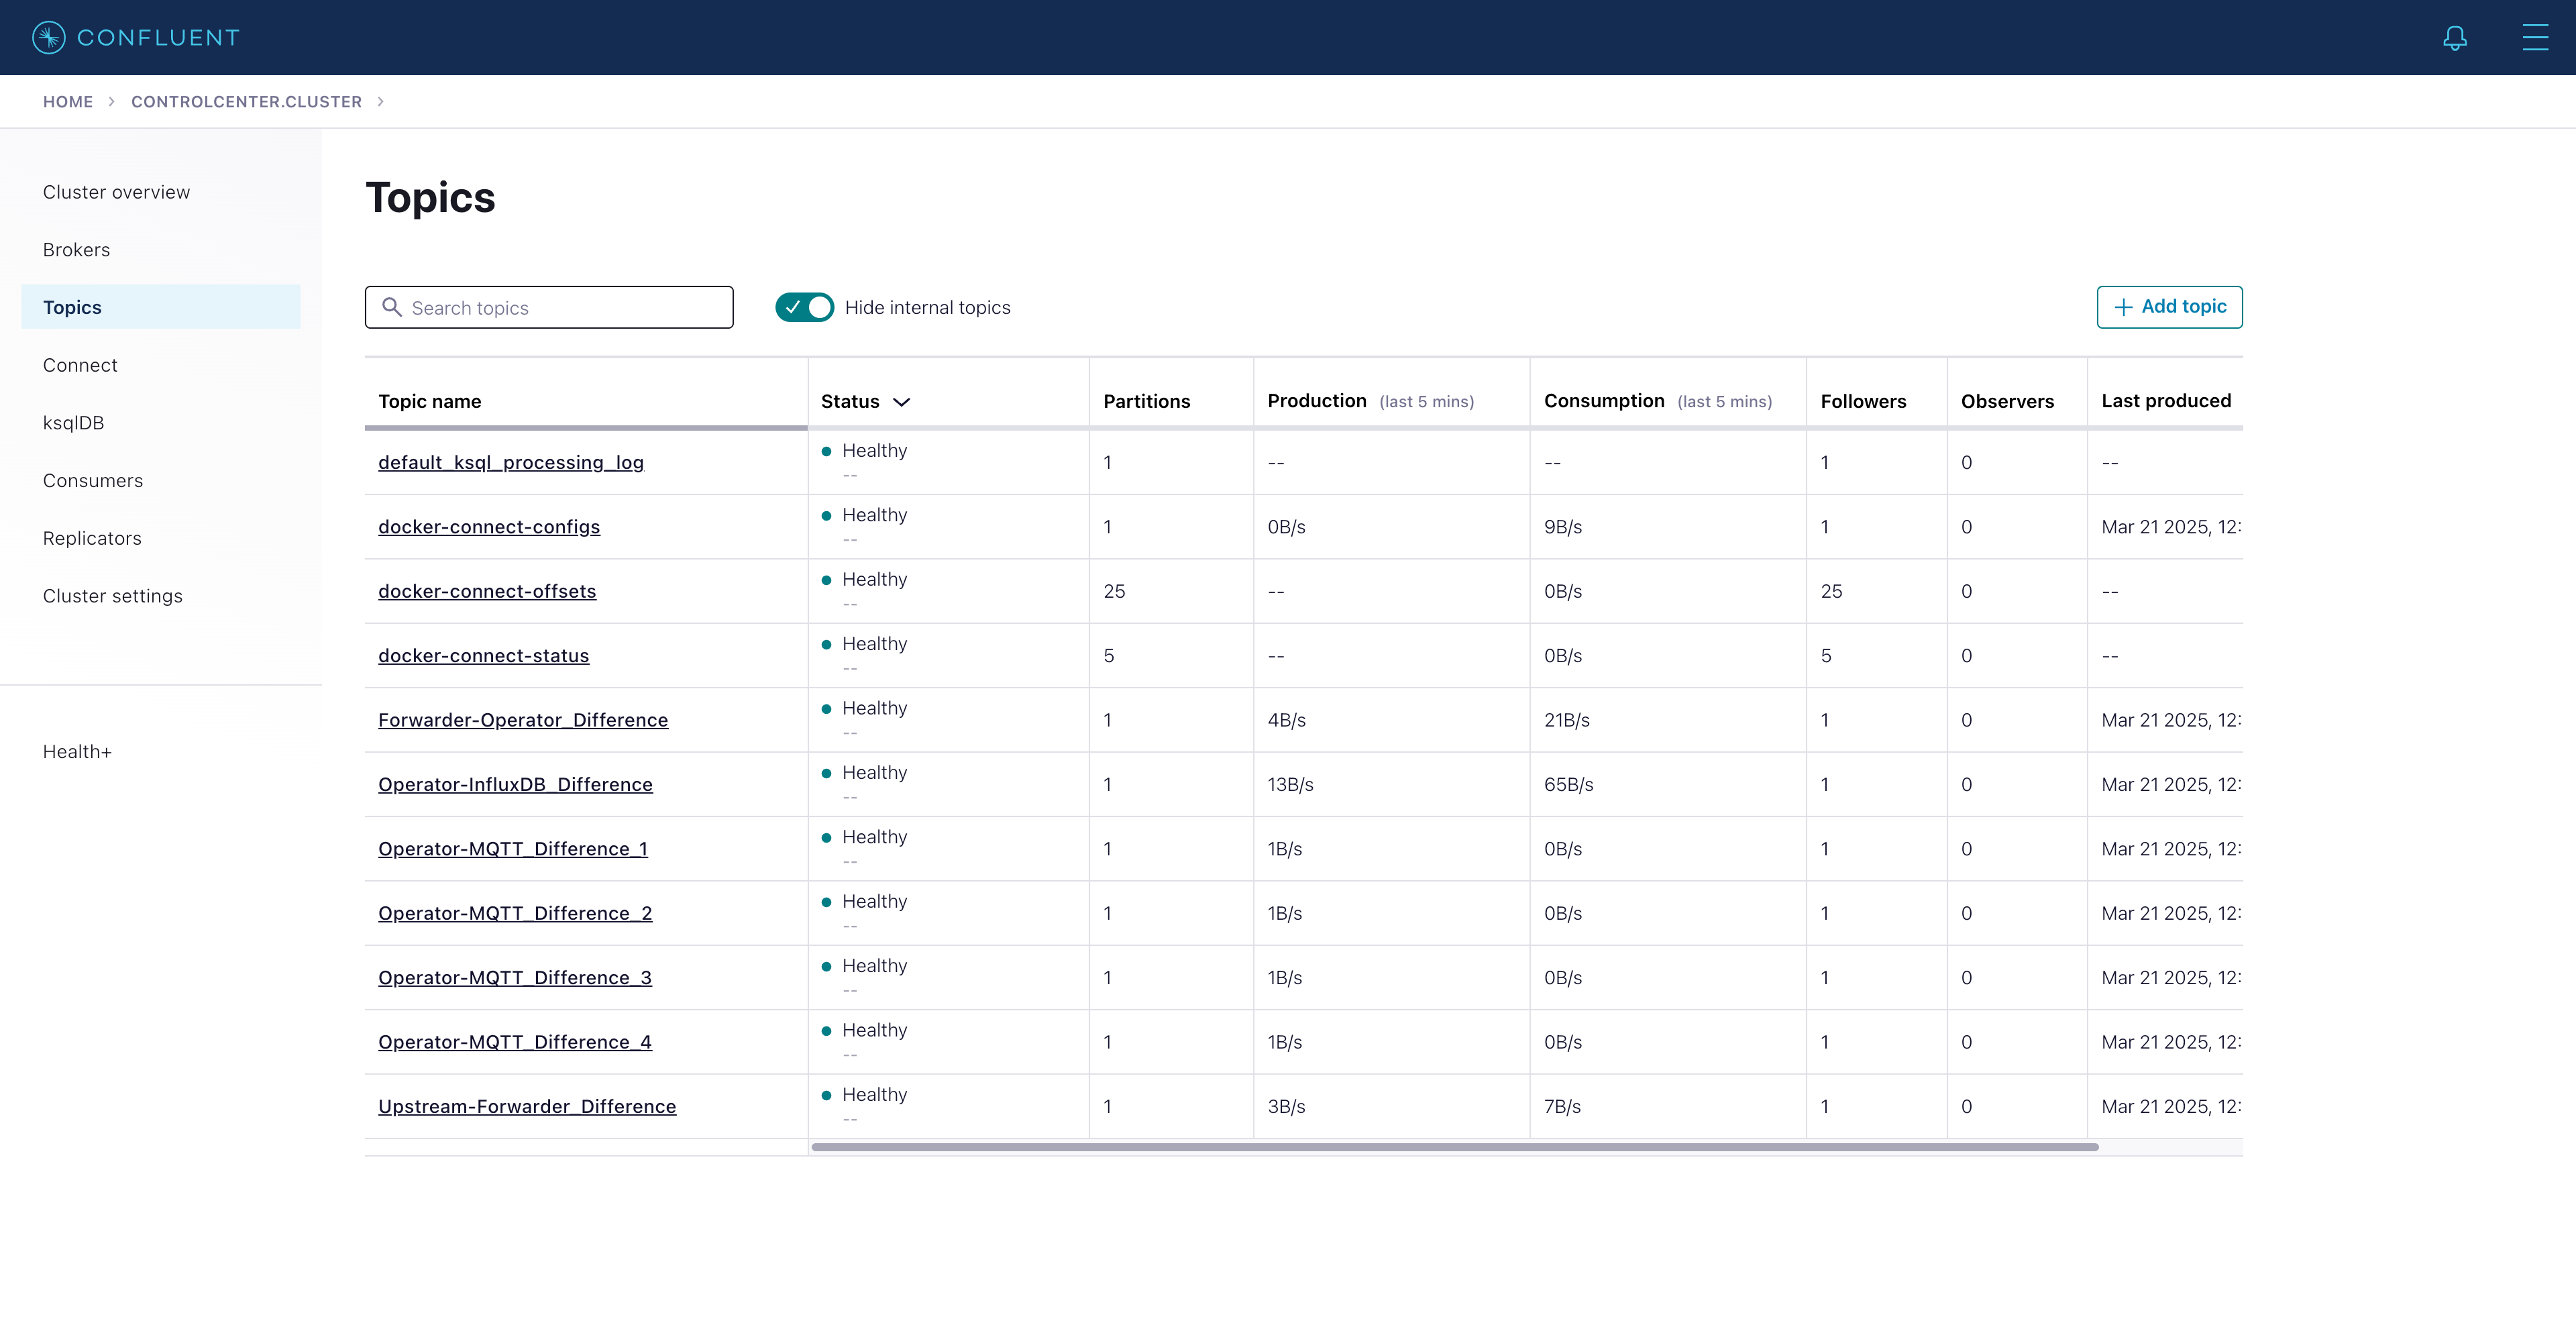 CONFLUENT
HOME > CONTROLCENTER.CLUSTER >
Cluster overview
Brokers
Topics
Connect
ksqlDB
Consumers
Replicators
Cluster settings
Health+
Topics
Search topics
Hide internal topics
+ Add topic
Topic name Status Partitions Production (last 5 mins) Consumption (last 5 mins) Followers Observers Last produced
default_ksql_processing_log Healthy -- 1 -- -- 1 0 --
docker-connect-configs Healthy -- 1 0B/s 9B/s 1 0 Mar 21 2025, 12:
docker-connect-offsets Healthy -- 25 -- 0B/s 25 0 --
docker-connect-status Healthy -- 5 -- 0B/s 5 0 --
Forwarder-Operator_Difference Healthy -- 1 4B/s 21B/s 1 0 Mar 21 2025, 12:
Operator-InfluxDB_Difference Healthy -- 1 13B/s 65B/s 1 0 Mar 21 2025, 12:
Operator-MQTT_Difference_1 Healthy -- 1 1B/s 0B/s 1 0 Mar 21 2025, 12:
Operator-MQTT_Difference_2 Healthy -- 1 1B/s 0B/s 1 0 Mar 21 2025, 12:
Operator-MQTT_Difference_3 Healthy -- 1 1B/s 0B/s 1 0 Mar 21 2025, 12:
Operator-MQTT_Difference_4 Healthy -- 1 1B/s 0B/s 1 0 Mar 21 2025, 12:
Upstream-Forwarder_Difference Healthy -- 1 3B/s 7B/s 1 0 Mar 21 2025, 12: